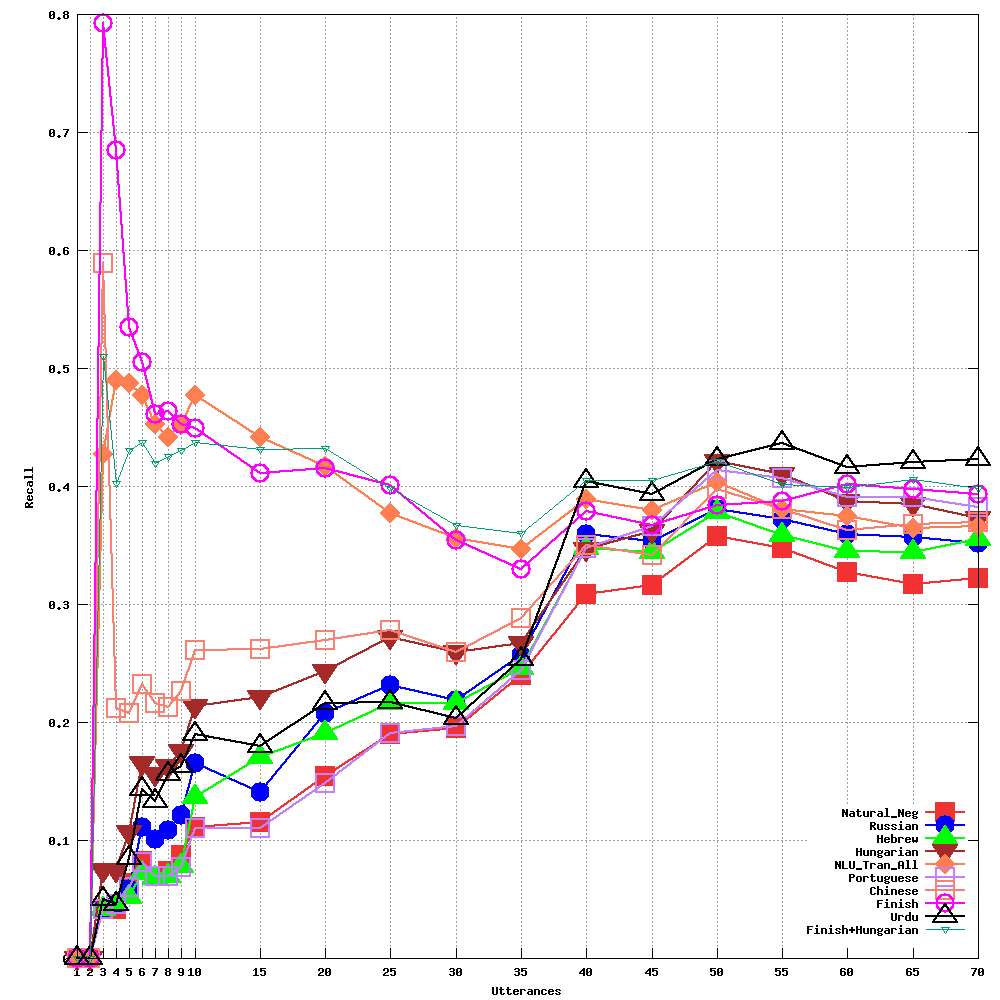 0.8
0.7
0.6
0.5
0.4
0.3
0.2
0.1
Recall
1 2 3 4 5 6 7 8 9 10 15 20 25 30 35 40 45 50 55 60 65 70
Utterances
Natural_Neg
Russian
Hebrew
Hungarian
NLU_Tran_All
Portuguese
Chinese
Finish
Urdu
Finish+Hungarian